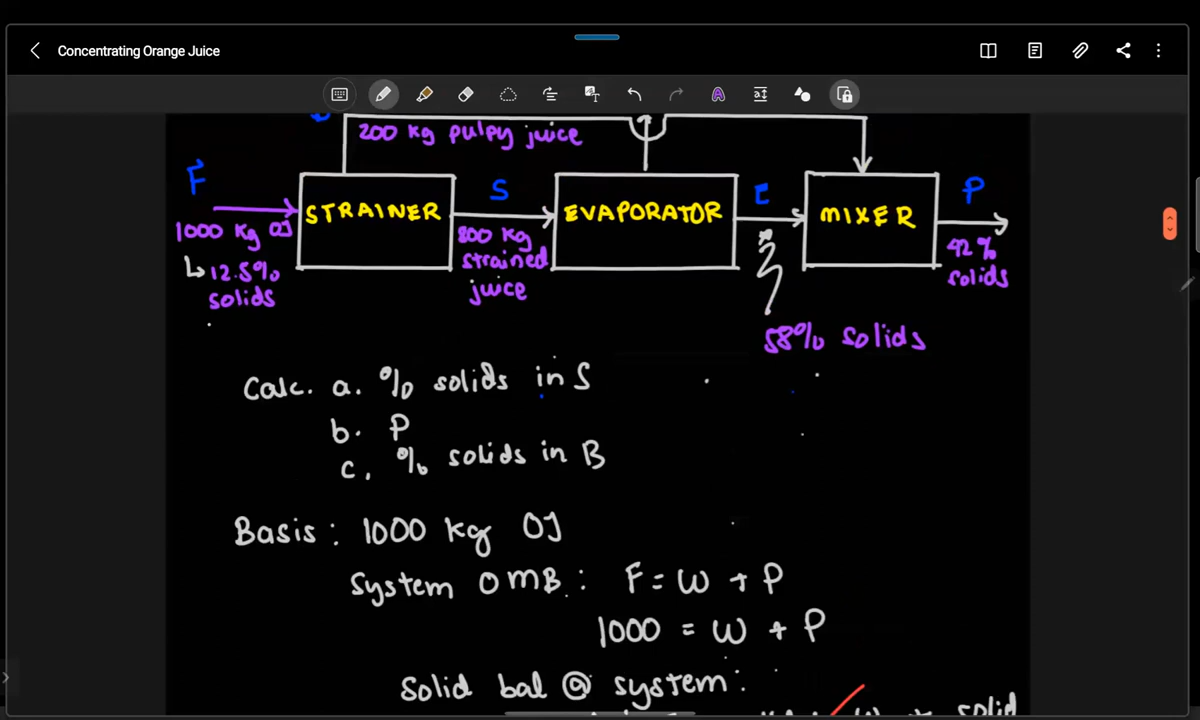 Concentrating Orange Juice
200 kg pulpy juice
F
S
E
P
STRAINER
EVAPORATOR
MIXER
1000 kg OJ
↳ 12.5% solids
800 kg strained juice
42% solids
58% solids
Calc. a. % solids in S
b. P
c. % solids in B
Basis: 1000 kg OJ
System OMB: F = W + P
1000 = W + P
Solid bal @ system:
solid